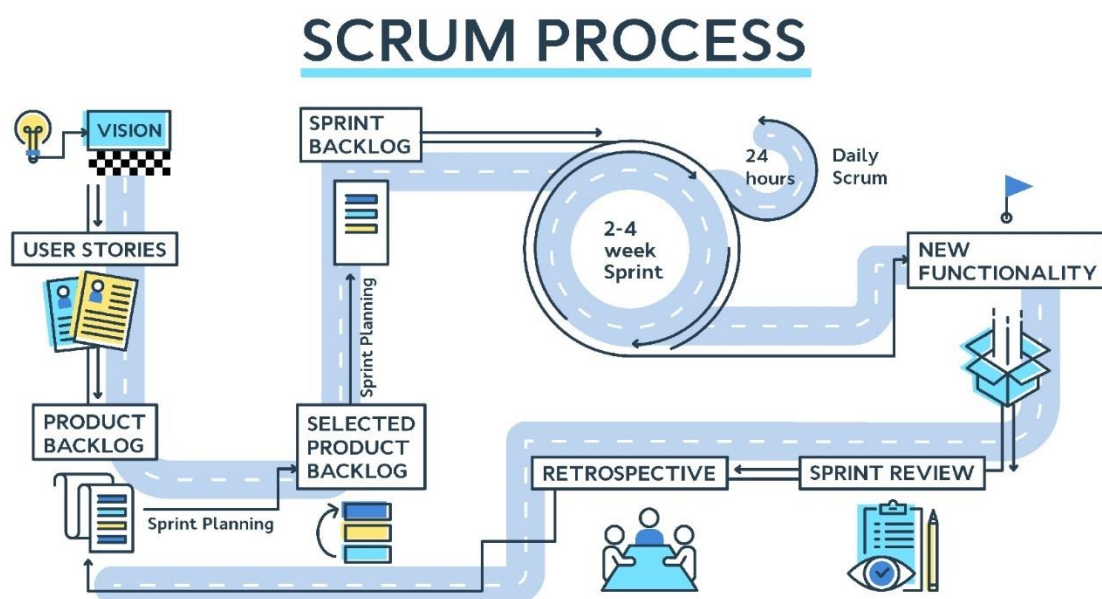 SCRUM PROCESS
VISION
USER STORIES
PRODUCT
BACKLOG
Sprint Planning
SELECTED
PRODUCT
BACKLOG
Sprint Planning
SPRINT
BACKLOG
2-4
week
Sprint
24
hours
Daily
Scrum
NEW
FUNCTIONALITY
SPRINT REVIEW
RETROSPECTIVE